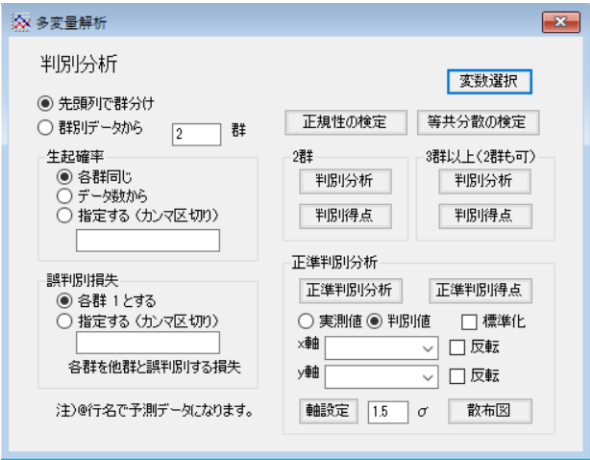 多変量解析
判別分析
変数選択
先頭列で群分け
群別データから 2 群
正規性の検定 等共分散の検定
生起確率
各群同じ
データ数から
指定する (カンマ区切り)
2群
判別分析
判別得点
3群以上(2群も可)
判別分析
判別得点
誤判別損失
各群 1とする
指定する (カンマ区切り)
各群を他群と誤判別する損失
注)@行名で予測データになります。
正準判別分析
正準判別分析 正準判別得点
実測値 判別値 標準化
x軸 反転
y軸 反転
軸設定 1.5 σ 散布図